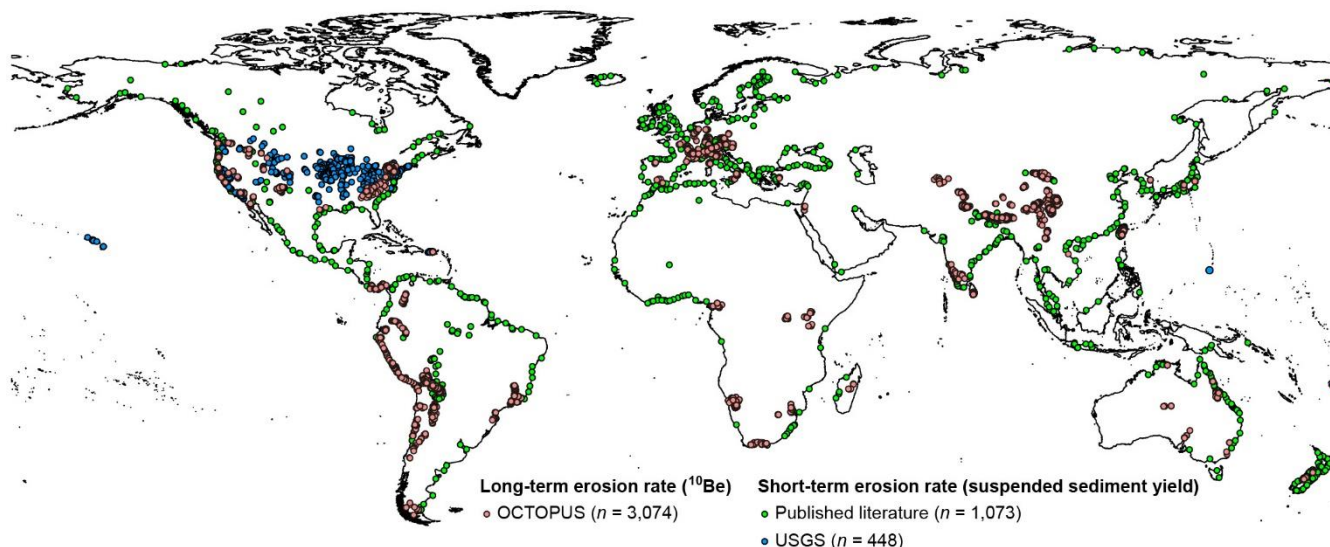 Long-term erosion rate (¹⁰Be)
OCTOPUS (n = 3,074)
Short-term erosion rate (suspended sediment yield)
Published literature (n = 1,073)
USGS (n = 448)